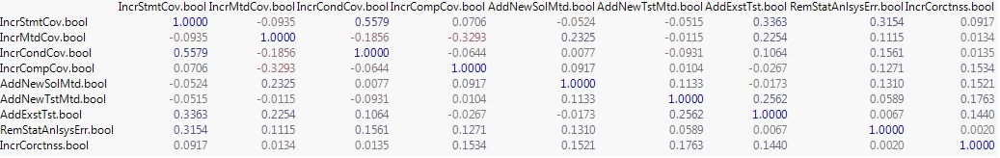 IncrStmtCov.bool IncrMtdCov.bool IncrCondCov.bool IncrCompCov.bool AddNewSolMtd.bool AddNewTstMtd.bool AddExstTst.bool RemStatAnlsysErr.bool IncrCorctnss.bool
IncrStmtCov.bool 1.0000 -0.0935 0.5579 0.0706 -0.0524 -0.0515 0.3363 0.3154 0.0917
IncrMtdCov.bool -0.0935 1.0000 -0.1856 -0.3293 0.2325 -0.0115 0.2254 0.1115 0.0134
IncrCondCov.bool 0.5579 -0.1856 1.0000 -0.0644 0.0077 -0.0931 0.1064 0.1561 0.0135
IncrCompCov.bool 0.0706 -0.3293 -0.0644 1.0000 0.0917 0.0104 -0.0267 0.1271 0.1534
AddNewSolMtd.bool -0.0524 0.2325 0.0077 0.0917 1.0000 0.1133 -0.0173 0.1310 0.1521
AddNewTstMtd.bool -0.0515 -0.0115 -0.0931 0.0104 0.1133 1.0000 0.2562 0.0589 0.1763
AddExstTst.bool 0.3363 0.2254 0.1064 -0.0267 -0.0173 0.2562 1.0000 0.0067 0.1440
RemStatAnlsysErr.bool 0.3154 0.1115 0.1561 0.1271 0.1310 0.0589 0.0067 1.0000 0.0020
IncrCorctnss.bool 0.0917 0.0134 0.0135 0.1534 0.1521 0.1763 0.1440 0.0020 1.0000